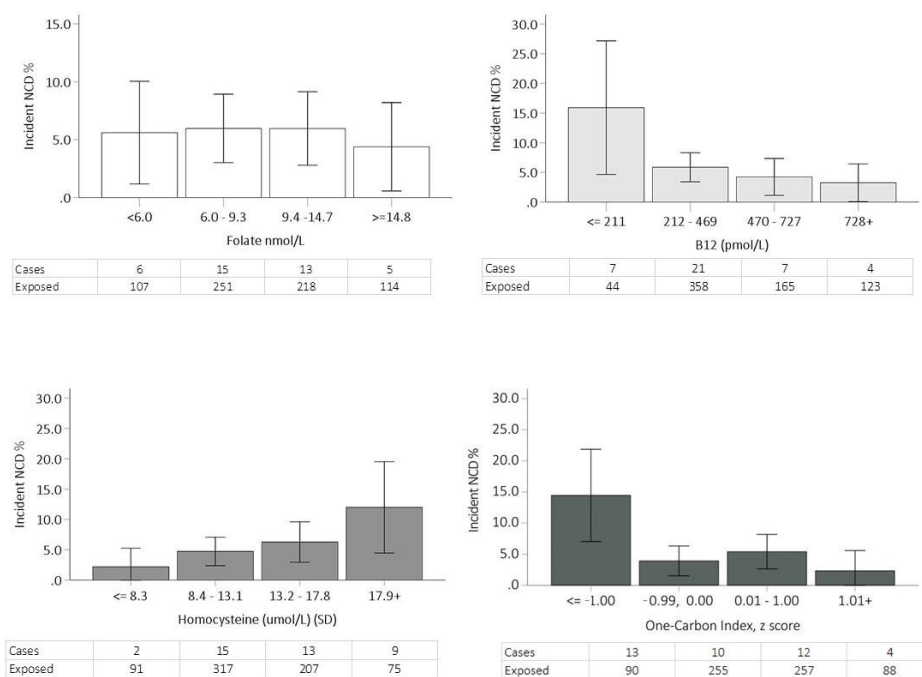 15.0
10.0
5.0
.0
Incident NCD %
<6.0 6.0 - 9.3 9.4 -14.7 >=14.8
Folate nmol/L
Cases 6 15 13 5
Exposed 107 251 218 114
30.0
25.0
20.0
15.0
10.0
5.0
.0
Incident NCD %
<= 211 212 - 469 470 - 727 728+
B12 (pmol/L)
Cases 7 21 7 4
Exposed 44 358 165 123
30.0
25.0
20.0
15.0
10.0
5.0
.0
Incident NCD %
<= 8.3 8.4 - 13.1 13.2 - 17.8 17.9+
Homocysteine (umol/L) (SD)
Cases 2 15 13 9
Exposed 91 317 207 75
30.0
25.0
20.0
15.0
10.0
5.0
.0
Incident NCD %
<= -1.00 -0.99, 0.00 0.01 - 1.00 1.01+
One-Carbon Index, z score
Cases 13 10 12 4
Exposed 90 255 257 88